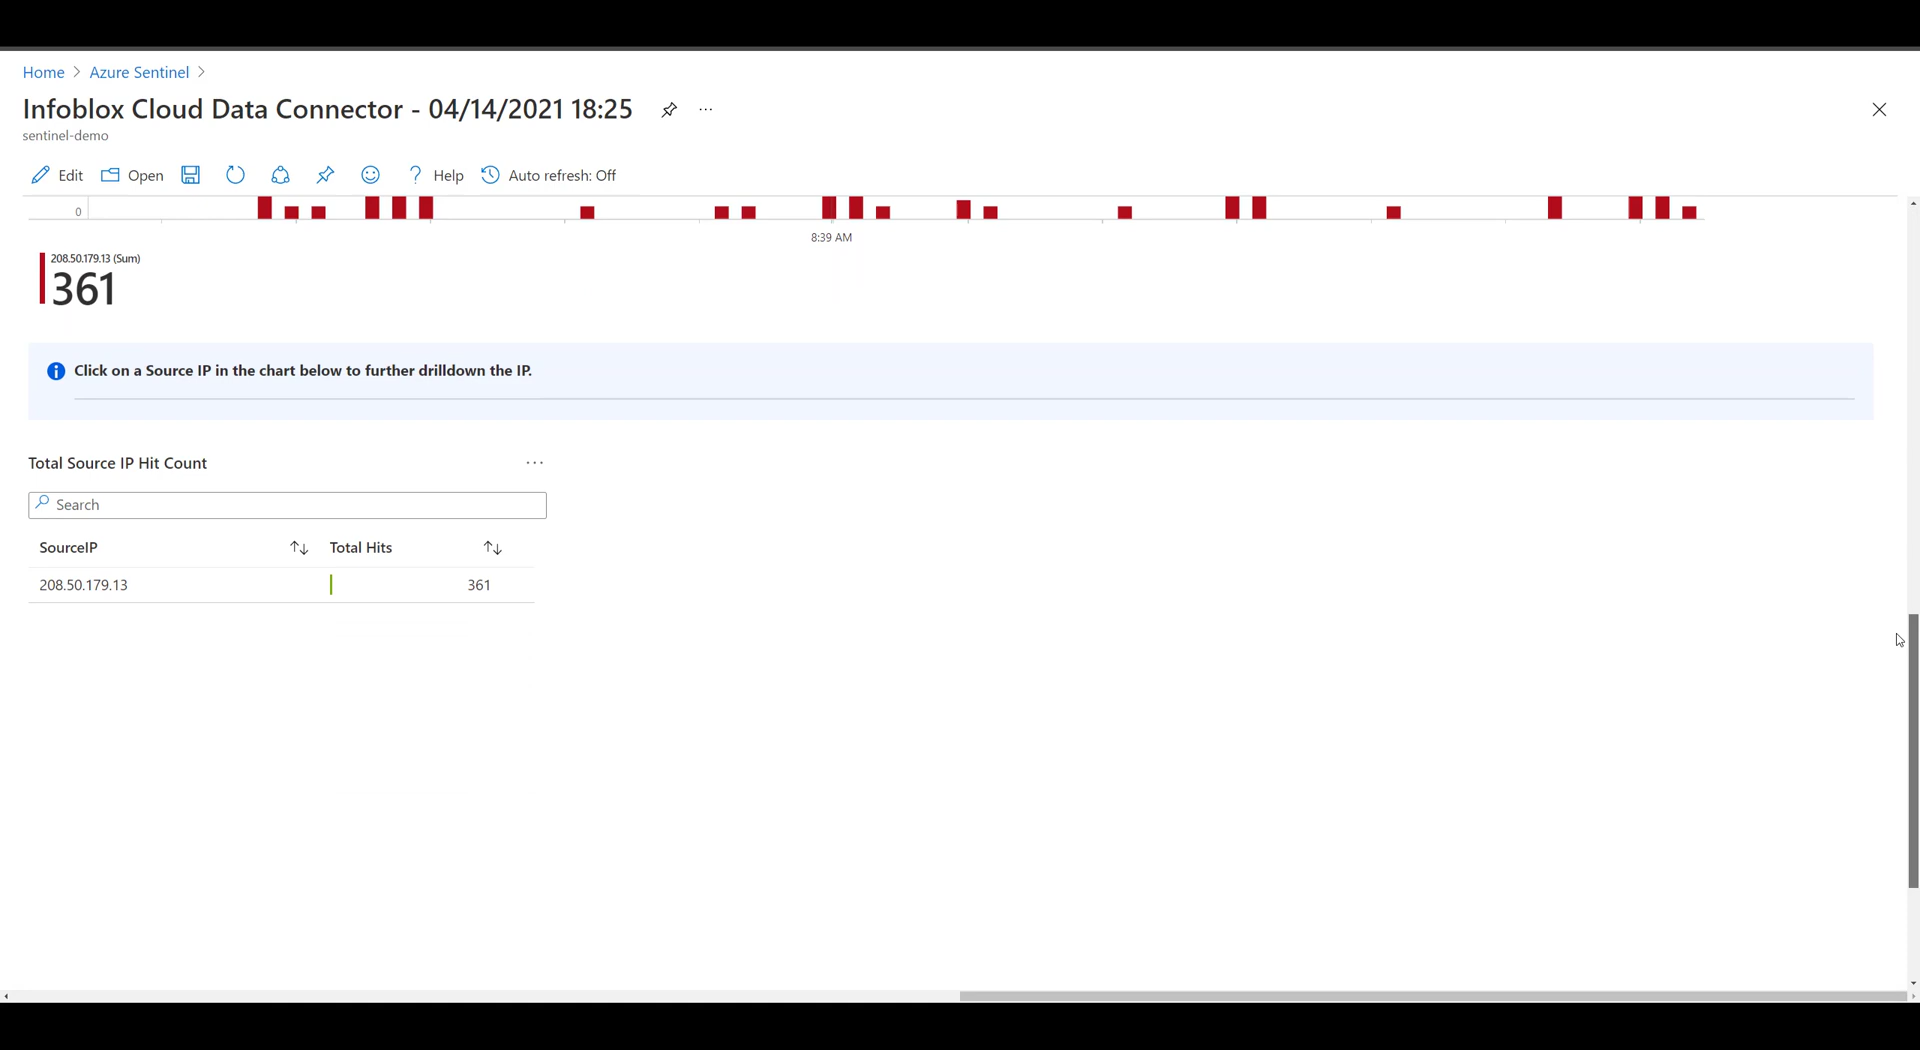 Home > Azure Sentinel >
Infoblox Cloud Data Connector - 04/14/2021 18:25 ···
sentinel-demo
Edit Open ? Help Auto refresh: Off
0
8:39 AM
208.50.179.13 (Sum)
361
Click on a Source IP in the chart below to further drilldown the IP.
Total Source IP Hit Count ···
Search
SourceIP Total Hits
208.50.179.13 361